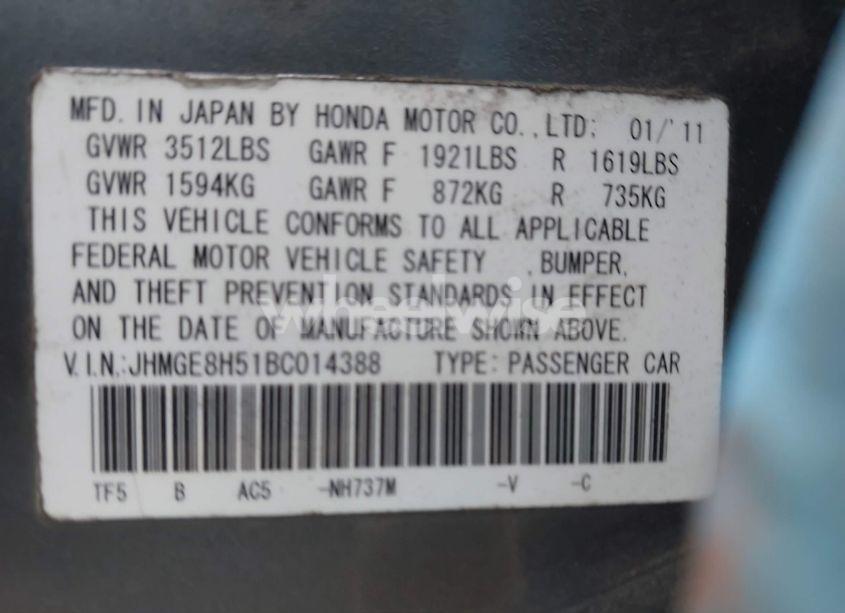 MFD. IN JAPAN BY HONDA MOTOR CO., LTD: 01/'11
GVWR 3512LBS GAWR F 1921LBS R 1619LBS
GVWR 1594KG GAWR F 872KG R 735KG
THIS VEHICLE CONFORMS TO ALL APPLICABLE
FEDERAL MOTOR VEHICLE SAFETY , BUMPER,
AND THEFT PREVENTION STANDARDS IN EFFECT
wheelwise
ON THE DATE OF MANUFACTURE SHOWN ABOVE.
V.I.N.:JHMGE8H51BC014388 TYPE: PASSENGER CAR
TF5 B AC5 -NH737M -V -C